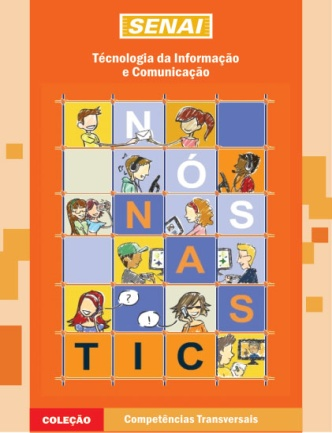 SENAI
Técnologia da Informação
e Comunicação
N
Ó
N S
A
S
T I C
? !
COLEÇÃO
Competências Transversais